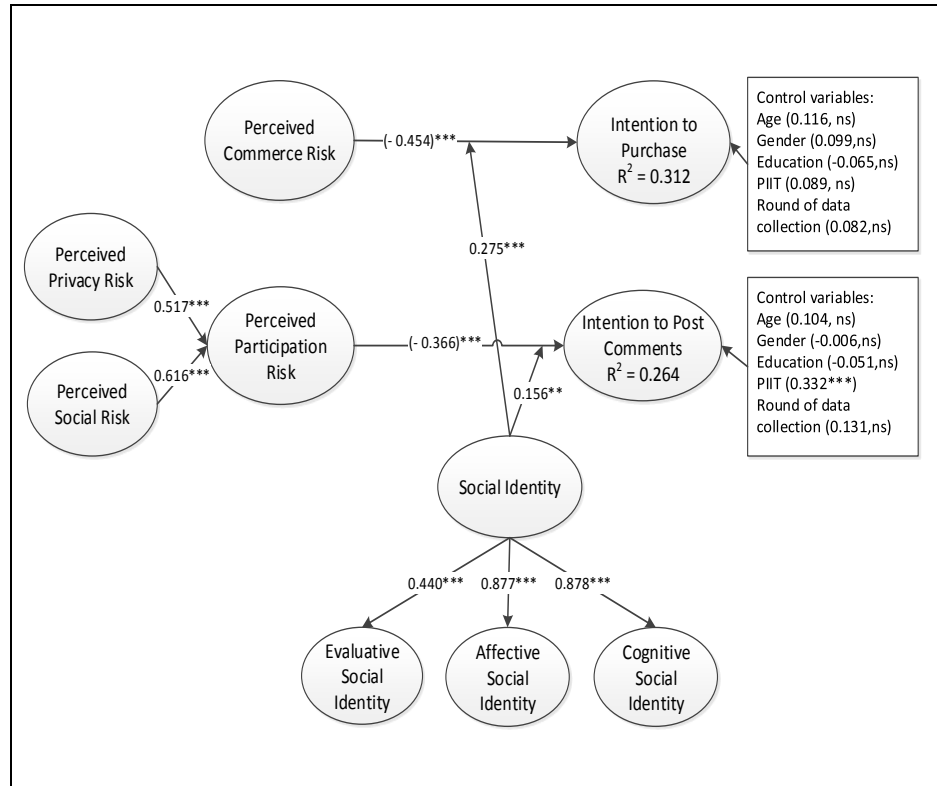 Perceived
Commerce Risk
(- 0.454)***
Intention to
Purchase
R² = 0.312
Control variables:
Age (0.116, ns)
Gender (0.099,ns)
Education (-0.065,ns)
PIIT (0.089, ns)
Round of data
collection (0.082,ns)
Perceived
Privacy Risk
0.517***
0.275***
Perceived
Social Risk
0.616***
Perceived
Participation
Risk
(- 0.366)***
Intention to Post
Comments
R² = 0.264
Control variables:
Age (0.104, ns)
Gender (-0.006,ns)
Education (-0.051,ns)
PIIT (0.332***)
Round of data
collection (0.131,ns)
0.156**
Social Identity
0.440***
0.877***
0.878***
Evaluative
Social
Identity
Affective
Social
Identity
Cognitive
Social
Identity